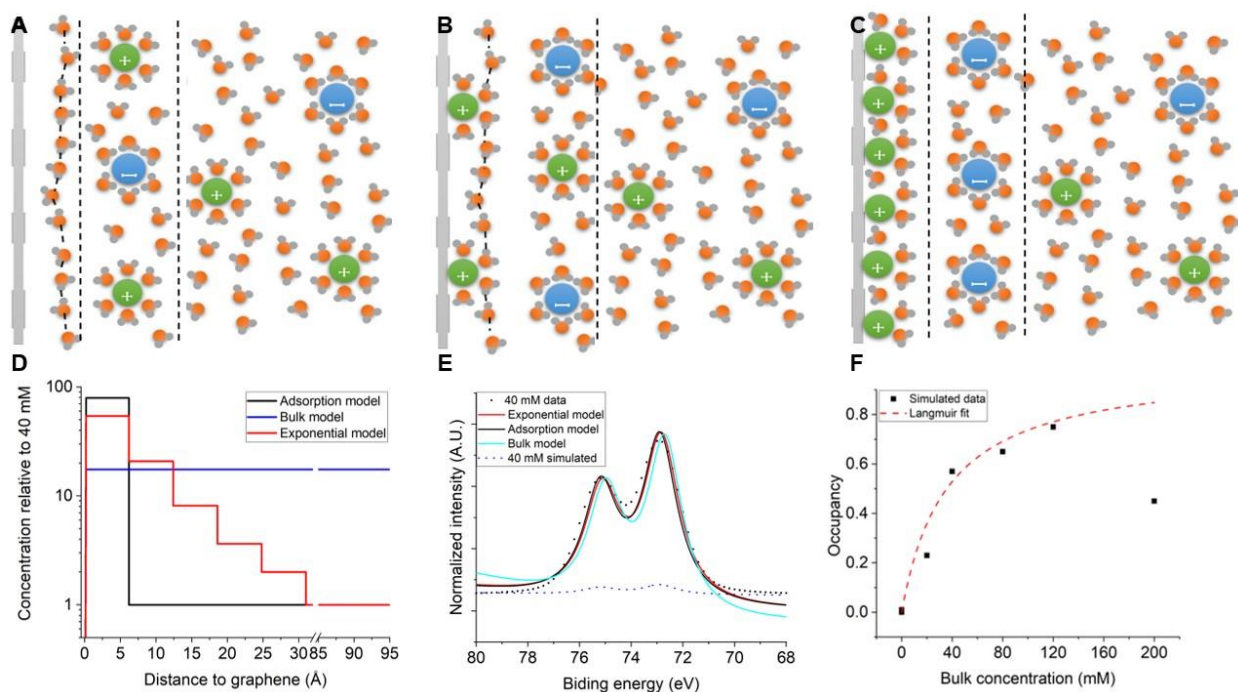 A
B
C
D
Concentration relative to 40 mM
100
10
1
Adsorption model
Bulk model
Exponential model
0 5 10 15 20 25 30 85 90 95
Distance to graphene (Å)
E
Normalized intensity (A.U.)
40 mM data
Exponential model
Adsorption model
Bulk model
40 mM simulated
80 78 76 74 72 70 68
Biding energy (eV)
F
Occupancy
0.8
0.6
0.4
0.2
0.0
Simulated data
Langmuir fit
0 40 80 120 160 200
Bulk concentration (mM)